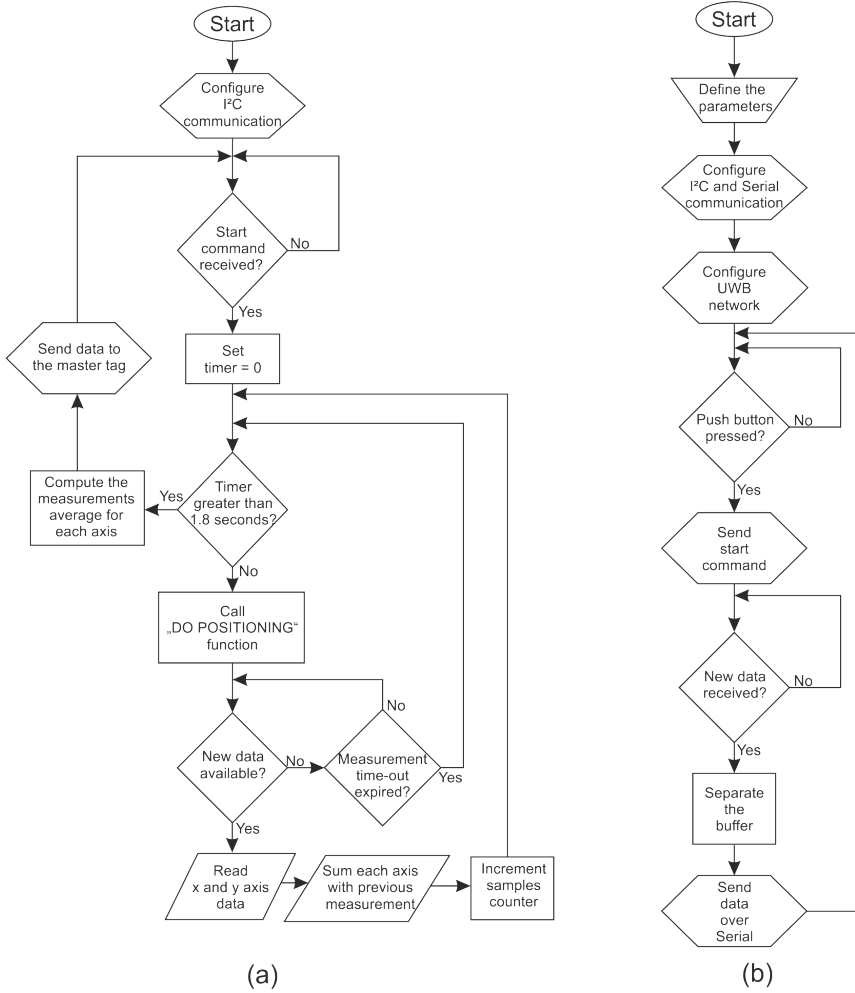 Start
Configure
I²C
communication
Start
command
received?
No
Yes
Set
timer = 0
Send data to
the master tag
Timer
greater than
1.8 seconds?
Yes
No
Compute the
measurements
average for
each axis
Call
„DO POSITIONING“
function
New data
available?
No
Yes
Measurement
time-out
expired?
No
Yes
Read
x and y axis
data
Sum each axis
with previous
measurement
Increment
samples
counter
(a)
Start
Define the
parameters
Configure
I²C and Serial
communication
Configure
UWB
network
Push button
pressed?
No
Yes
Send
start
command
New data
received?
No
Yes
Separate
the
buffer
Send
data
over
Serial
(b)